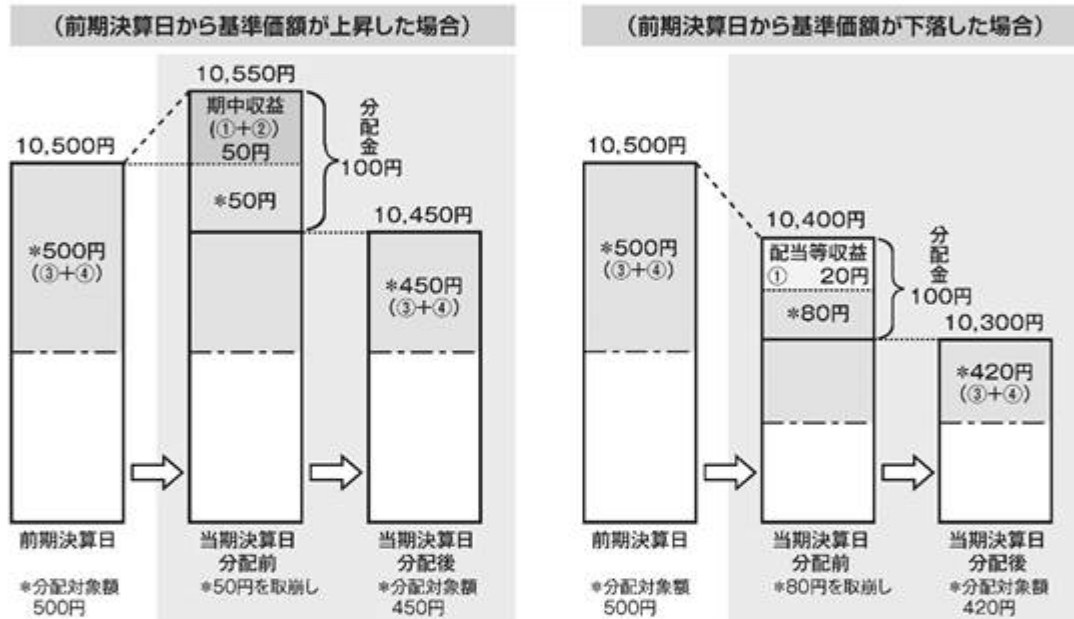 (前期決算日から基準価額が上昇した場合)
10,550円
期中収益
(①+②)
50円
*50円
分配金
100円
10,500円
*500円
(③+④)
10,450円
*450円
(③+④)
前期決算日
*分配対象額
500円
当期決算日
分配前
*50円を取崩し
当期決算日
分配後
*分配対象額
450円
(前期決算日から基準価額が下落した場合)
10,500円
*500円
(③+④)
10,400円
配当等収益
① 20円
*80円
分配金
100円
10,300円
*420円
(③+④)
前期決算日
*分配対象額
500円
当期決算日
分配前
*80円を取崩し
当期決算日
分配後
*分配対象額
420円